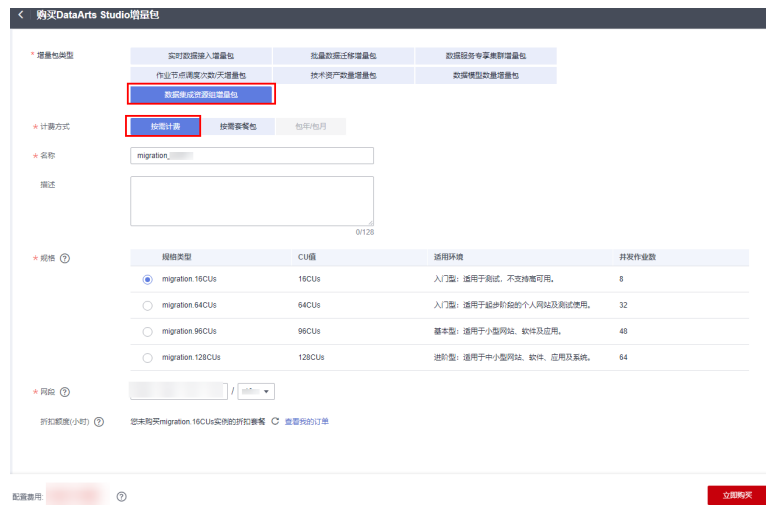 购买DataArts Studio增量包
* 增量包类型 实时数据接入增量包 批量数据迁移增量包 数据服务专享集群增量包
作业节点调度次数/天增量包 技术资产数量增量包 数据模型数量增量包
数据集成资源组增量包
* 计费方式 按需计费 按需套餐包 包年/包月
* 名称 migration_
描述
0/128
* 规格 ? 规格类型 CU值 适用环境 并发作业数
migration.16CUs 16CUs 入门型：适用于测试，不支持高可用。 8
migration.64CUs 64CUs 入门型：适用于起步阶段的个人网站及测试使用。 32
migration.96CUs 96CUs 基本型：适用于小型网站、软件及应用。 48
migration.128CUs 128CUs 进阶型：适用于中小型网站、软件、应用及系统。 64
* 网段 ? /
折扣额度(小时) ? 您未购买migration.16CUs实例的折扣套餐 查看我的订单
配置费用: ? 立即购买